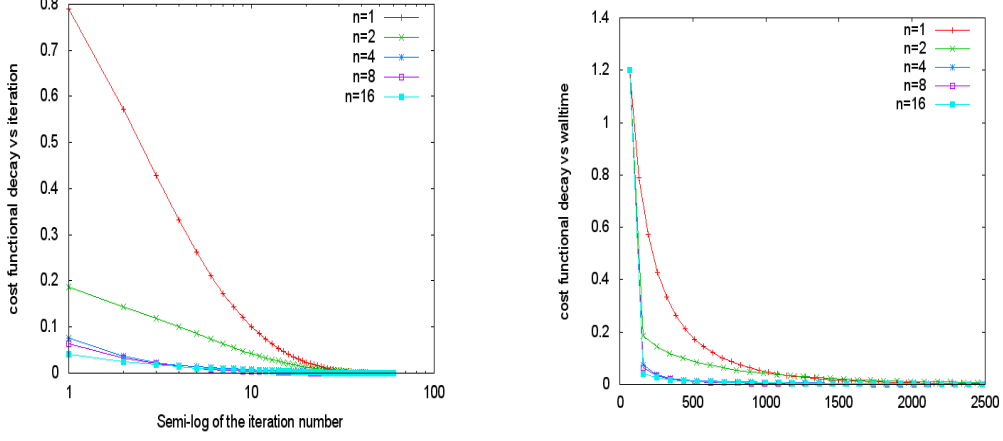 cost functional decay vs iteration
0.8
0.7
0.6
0.5
0.4
0.3
0.2
0.1
0
1
10
100
Semi-log of the iteration number
n=1
n=2
n=4
n=8
n=16
cost functional decay vs walltime
1.4
1.2
1
0.8
0.6
0.4
0.2
0
0
500
1000
1500
2000
2500
n=1
n=2
n=4
n=8
n=16